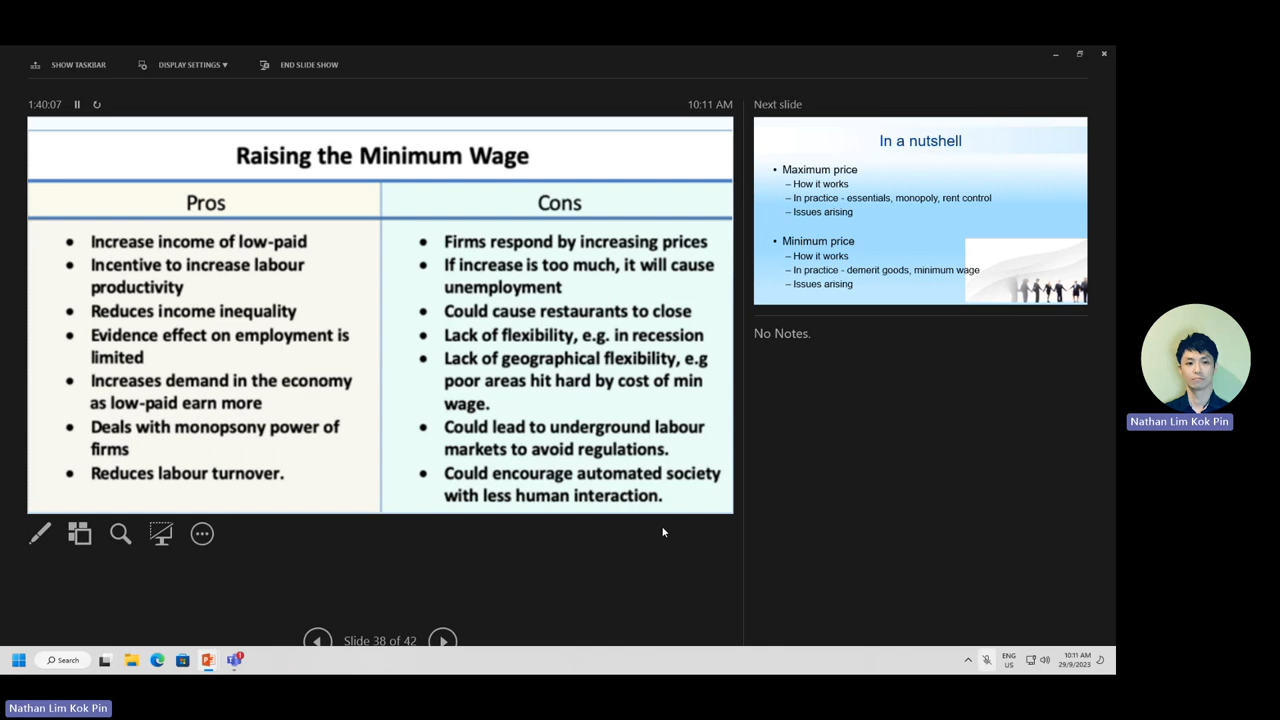 SHOW TASKBAR
DISPLAY SETTINGS ▾
END SLIDE SHOW
1:40:07
10:11 AM
Raising the Minimum Wage
Pros
• Increase income of low-paid
• Incentive to increase labour
productivity
• Reduces income inequality
• Evidence effect on employment is
limited
• Increases demand in the economy
as low-paid earn more
• Deals with monopsony power of
firms
• Reduces labour turnover.
Cons
• Firms respond by increasing prices
• If increase is too much, it will cause
unemployment
• Could cause restaurants to close
• Lack of flexibility, e.g. in recession
• Lack of geographical flexibility, e.g
poor areas hit hard by cost of min
wage.
• Could lead to underground labour
markets to avoid regulations.
• Could encourage automated society
with less human interaction.
Slide 38 of 42
Next slide
In a nutshell
• Maximum price
– How it works
– In practice - essentials, monopoly, rent control
– Issues arising
• Minimum price
– How it works
– In practice - demerit goods, minimum wage
– Issues arising
No Notes.
Nathan Lim Kok Pin
Search
1
ENG
US
10:11 AM
29/9/2023
Nathan Lim Kok Pin